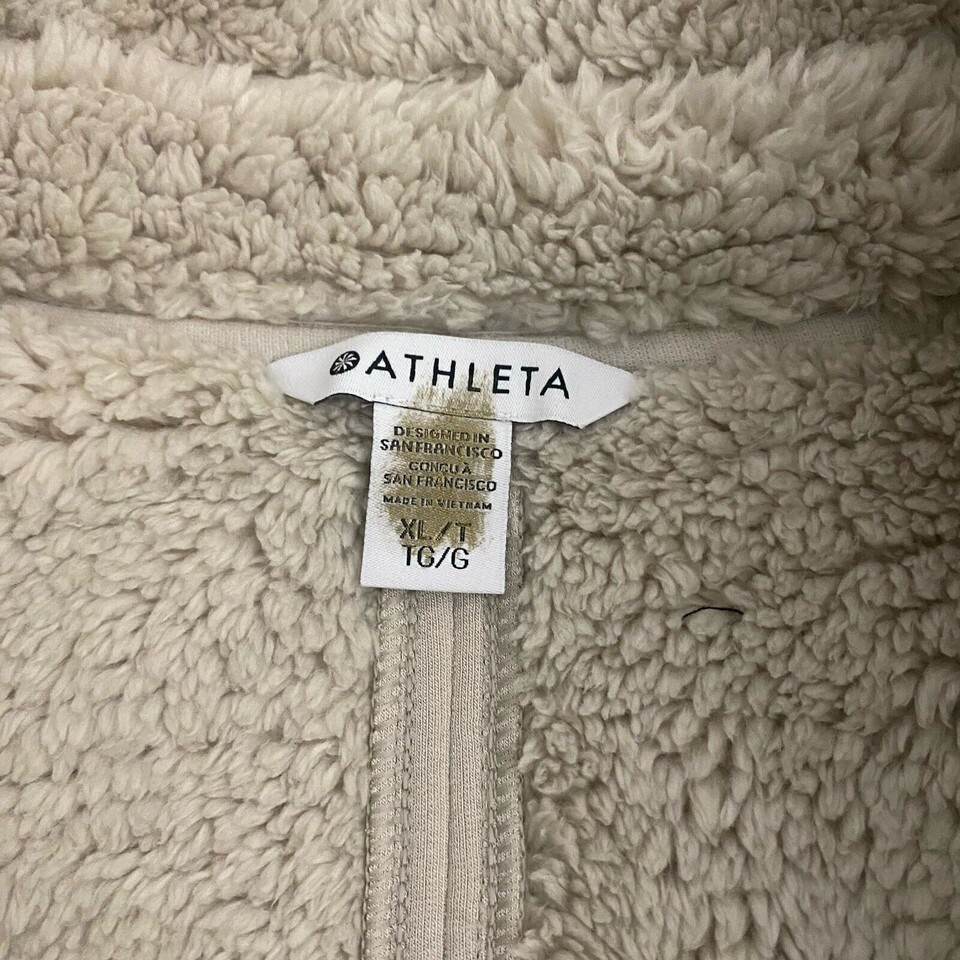 ATHLETA
DESIGNED IN
SAN FRANCISCO
CONÇU À
SAN FRANCISCO
MADE IN VIETNAM
XL/T
TG/G